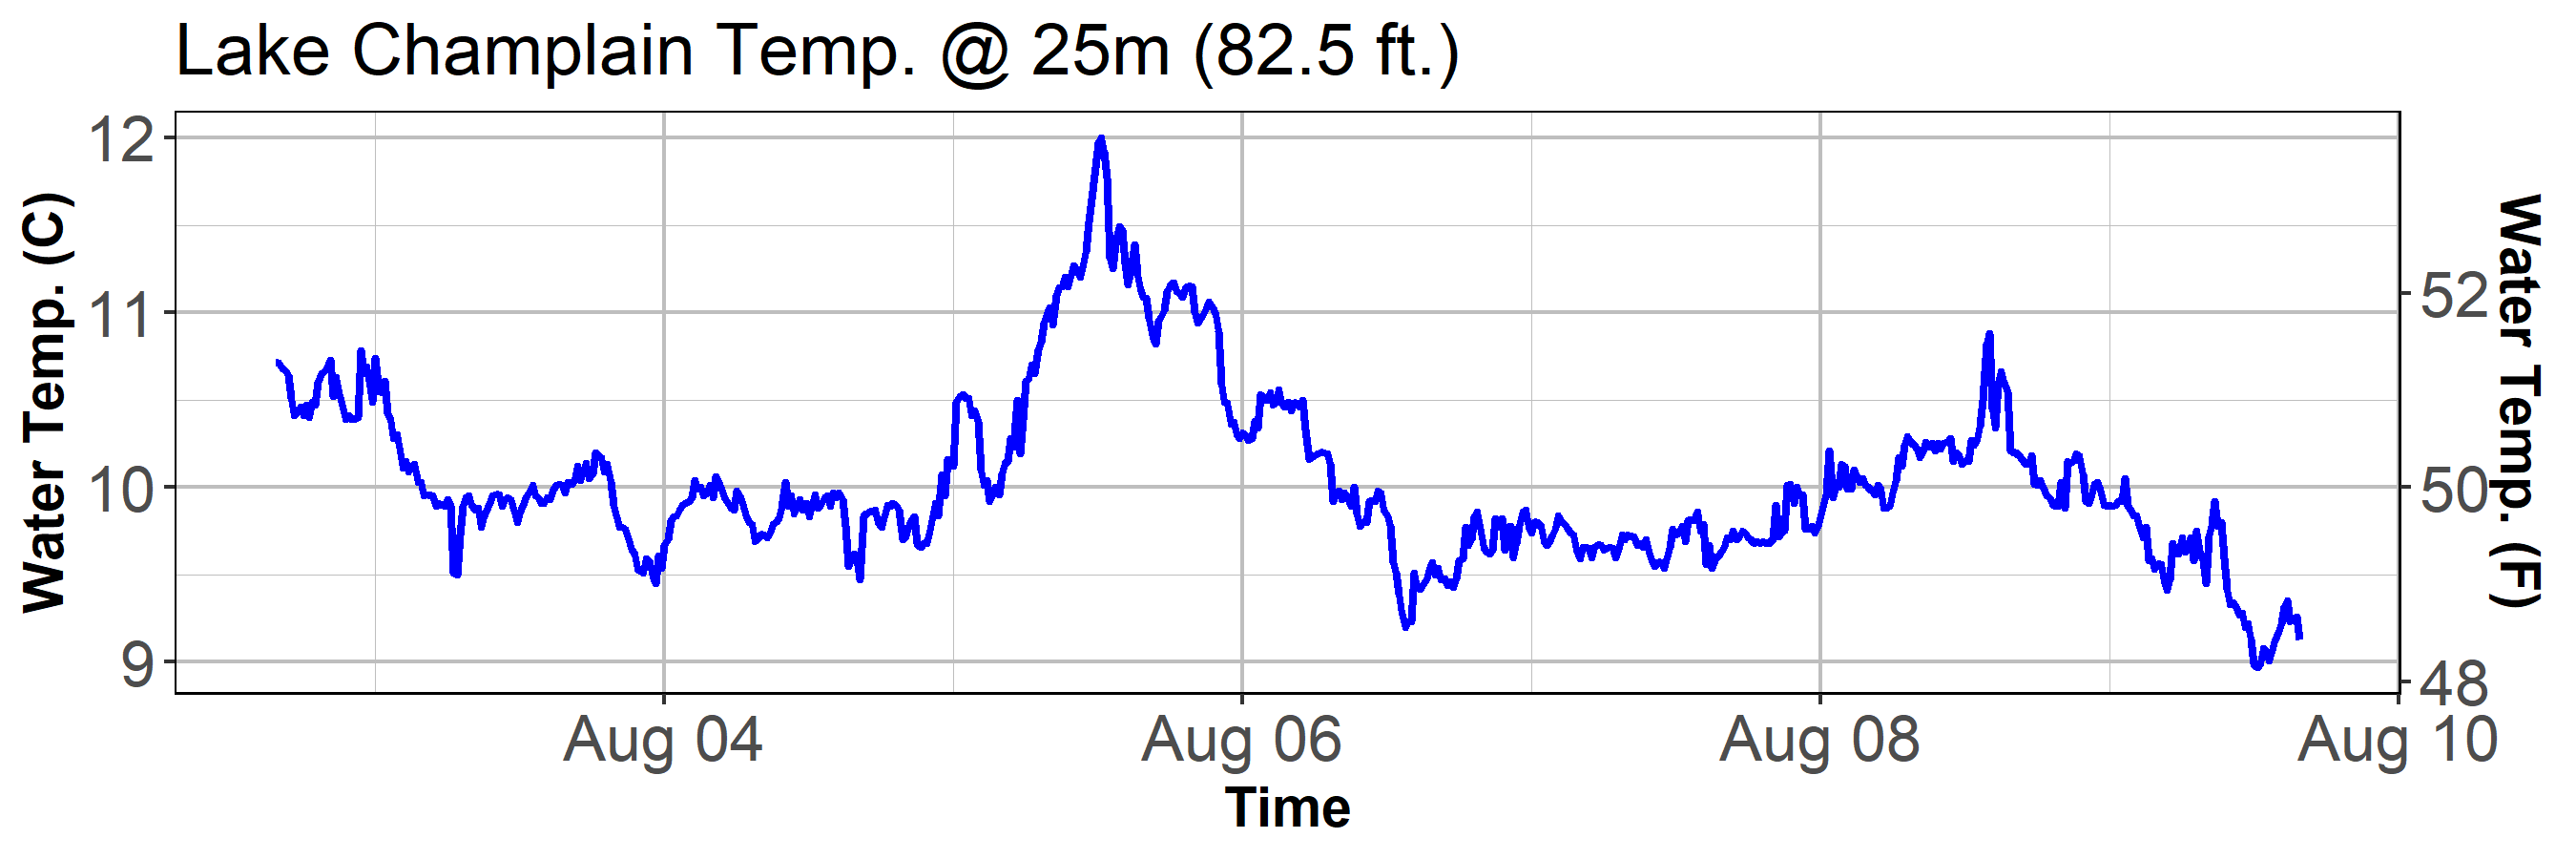 Lake Champlain Temp. @ 25m (82.5 ft.)
Water Temp. (C)
12
11
10
9
52
50
48
Water Temp. (F)
Aug 04 Aug 06 Aug 08 Aug 10
Time